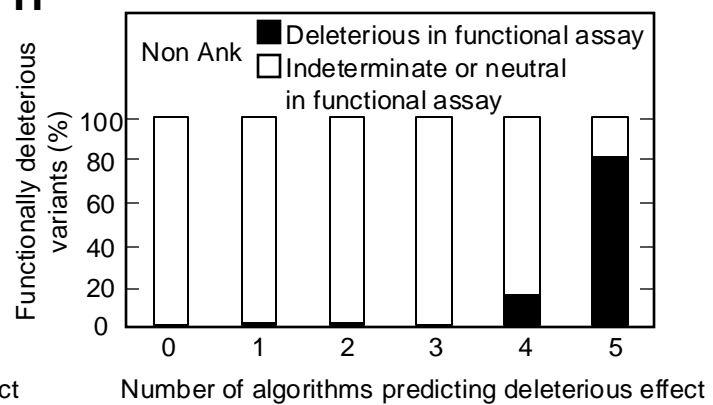 Non Ank
Deleterious in functional assay
Indeterminate or neutral
in functional assay
Functionally deleterious
variants (%)
100
80
60
40
20
0
0 1 2 3 4 5
ct
Number of algorithms predicting deleterious effect